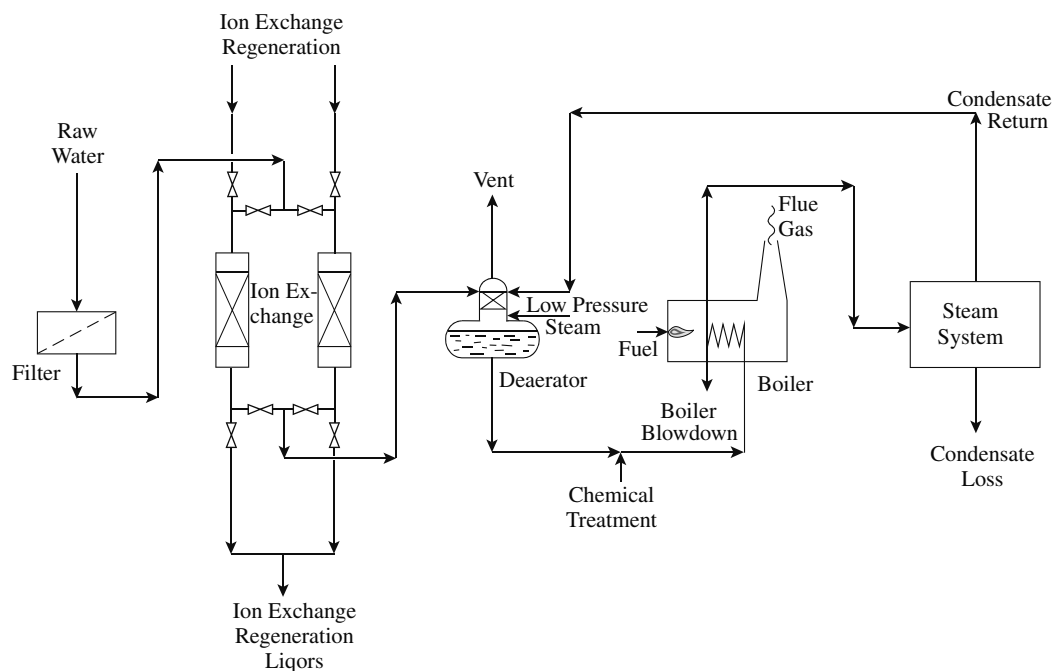 Ion Exchange
Regeneration
Condensate
Return
Raw
Water
Vent
Flue
Gas
Ion Ex-
change
Low Pressure
Steam
Steam
System
Fuel
Filter
Deaerator
Boiler
Boiler
Blowdown
Condensate
Loss
Chemical
Treatment
Ion Exchange
Regeneration
Liqors